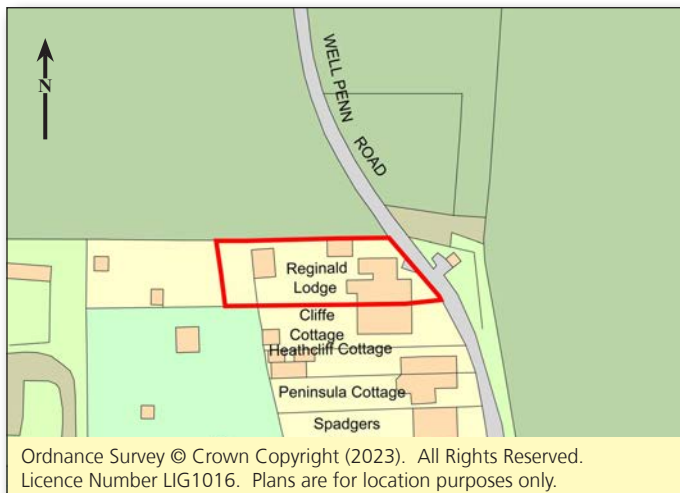 N
WELL PENN
ROAD
Reginald
Lodge
Cliffe
Cottage
Heathcliff Cottage
Peninsula Cottage
Spadgers
Ordnance Survey © Crown Copyright (2023). All Rights Reserved.
Licence Number LIG1016. Plans are for location purposes only.